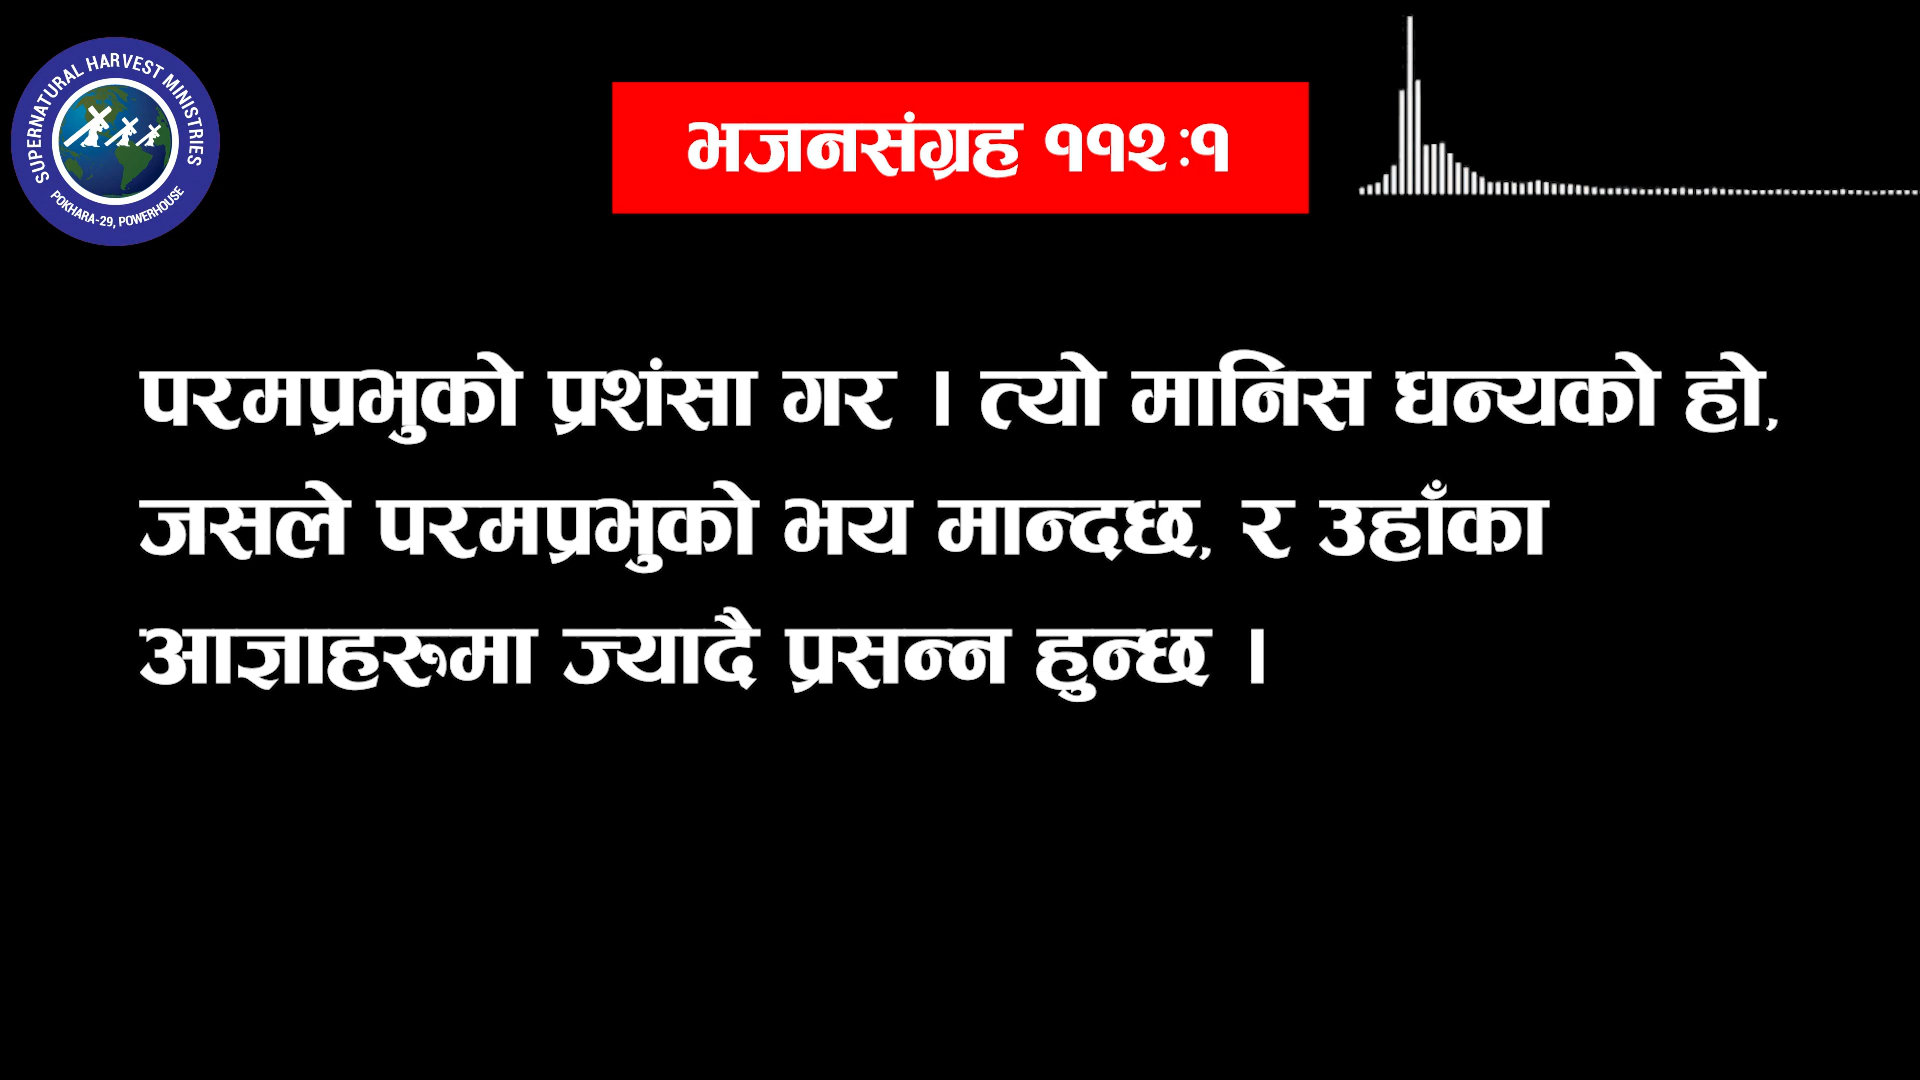 SUPERNATURAL HARVEST MINISTRIES
POKHARA-29, POWERHOUSE
भजनसंग्रह ११२:१
परमप्रभुको प्रशंसा गर । त्यो मानिस धन्यको हो,
जसले परमप्रभुको भय मान्दछ, र उहाँका
आज्ञाहरुमा ज्यादै प्रसन्न हुन्छ ।